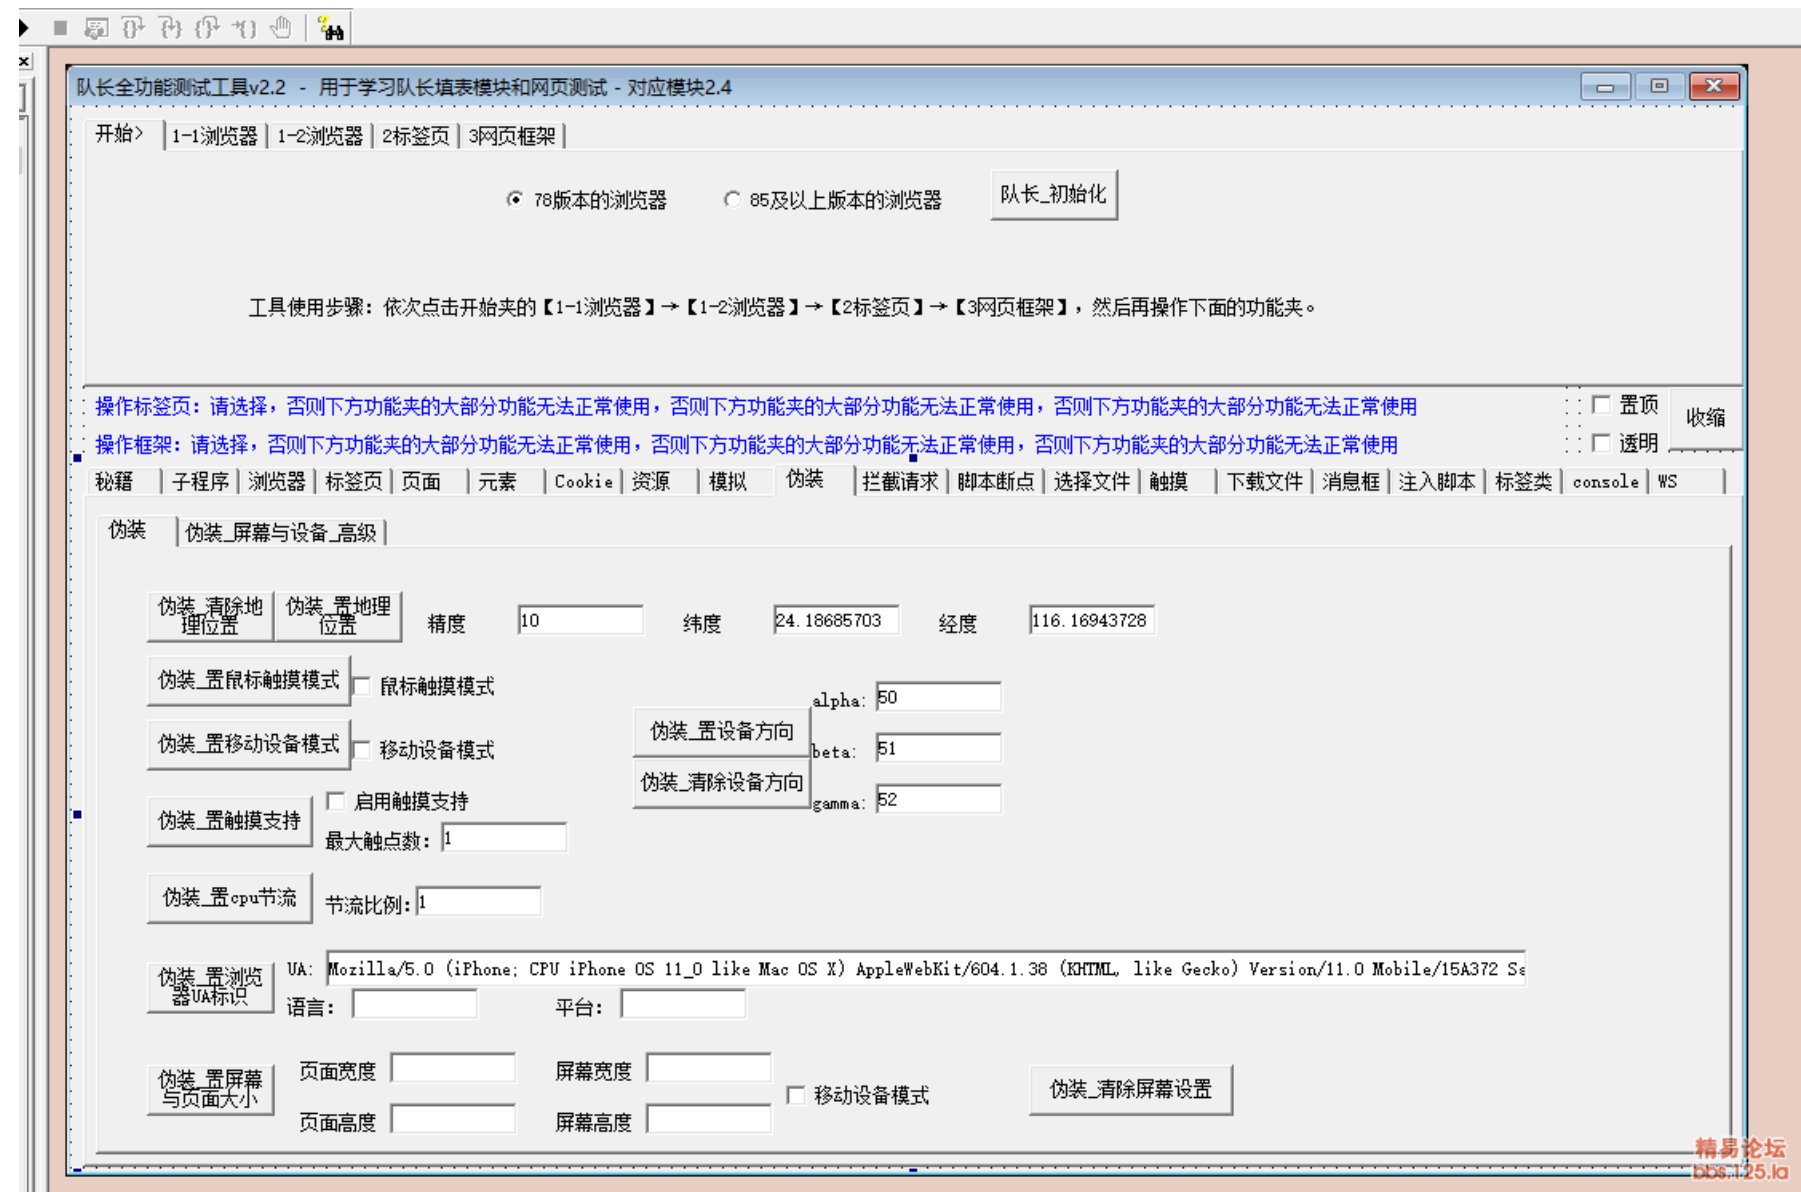 队长全功能测试工具v2.2 - 用于学习队长填表模块和网页测试 - 对应模块2.4
开始> 1-1浏览器 1-2浏览器 2标签页 3网页框架
78版本的浏览器 85及以上版本的浏览器 队长_初始化
工具使用步骤：依次点击开始夹的【1-1浏览器】→【1-2浏览器】→【2标签页】→【3网页框架】，然后再操作下面的功能夹。
操作标签页：请选择，否则下方功能夹的大部分功能无法正常使用，否则下方功能夹的大部分功能无法正常使用，否则下方功能夹的大部分功能无法正常使用
置顶
收缩
操作框架：请选择，否则下方功能夹的大部分功能无法正常使用，否则下方功能夹的大部分功能无法正常使用，否则下方功能夹的大部分功能无法正常使用
透明
秘籍 子程序 浏览器 标签页 页面 元素 Cookie 资源 模拟 伪装 拦截请求 脚本断点 选择文件 触摸 下载文件 消息框 注入脚本 标签类 console WS
伪装 伪装_屏幕与设备_高级
伪装_清除地
理位置
伪装_置地理
位置
精度 10 纬度 24.18685703 经度 116.16943728
伪装_置鼠标触摸模式 鼠标触摸模式
alpha: 50
伪装_置移动设备模式 移动设备模式
伪装_置设备方向
beta: 51
伪装_清除设备方向
gamma: 52
伪装_置触摸支持
启用触摸支持
最大触点数： 1
伪装_置cpu节流 节流比例: 1
伪装_置浏览
器UA标识
UA: Mozilla/5.0 (iPhone; CPU iPhone OS 11_0 like Mac OS X) AppleWebKit/604.1.38 (KHTML, like Gecko) Version/11.0 Mobile/15A372 Sa
语言： 平台：
伪装_置屏幕
与页面大小
页面宽度 屏幕宽度
移动设备模式 伪装_清除屏幕设置
页面高度 屏幕高度
精易论坛
bbs.125.la